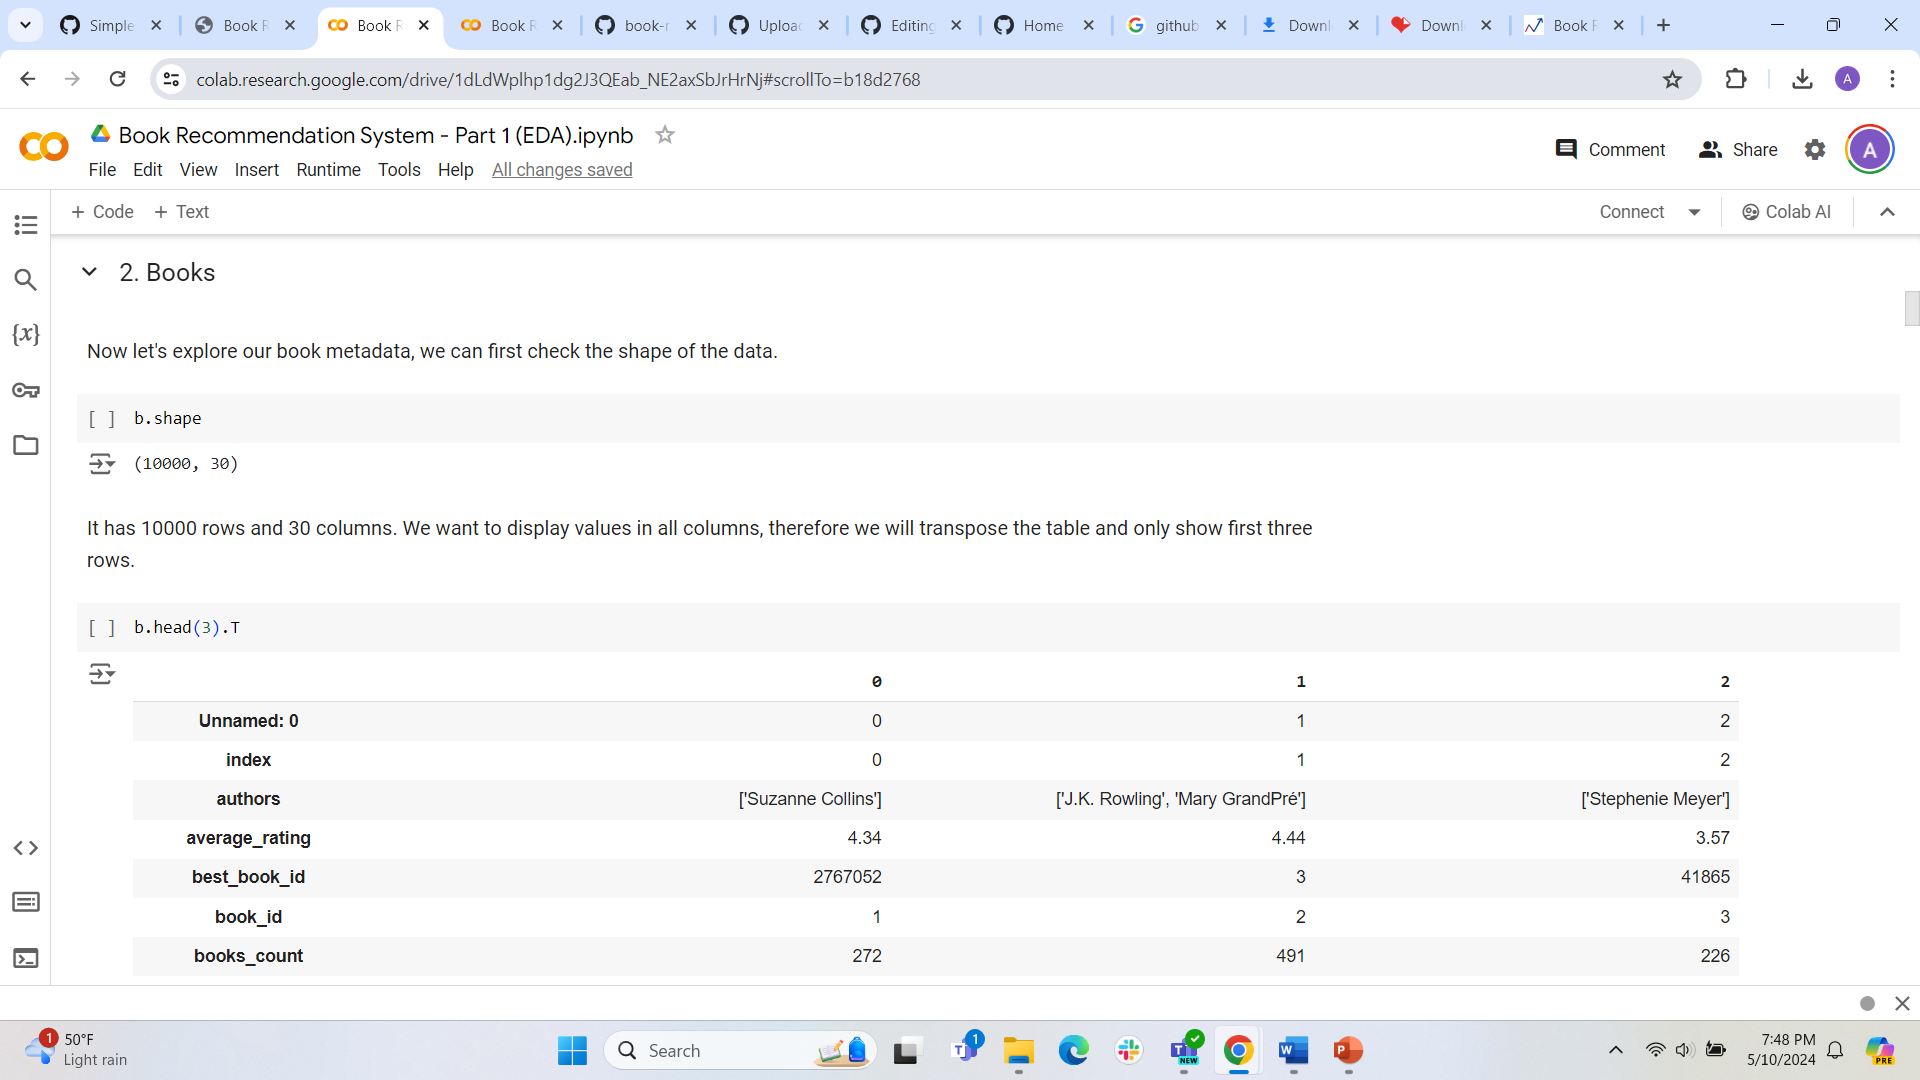 Simple
Book R
Book R
Book R
book-r
Uploac
Editing
Home
github
Downl
Downl
Book R
colab.research.google.com/drive/1dLdWplhp1dg2J3QEab_NE2axSbJrHrNj#scrollTo=b18d2768
A
Book Recommendation System - Part 1 (EDA).ipynb
File Edit View Insert Runtime Tools Help All changes saved
Comment Share A
+ Code + Text
Connect Colab AI
2. Books
{x}
Now let's explore our book metadata, we can first check the shape of the data.
[ ] b.shape
(10000, 30)
It has 10000 rows and 30 columns. We want to display values in all columns, therefore we will transpose the table and only show first three
rows.
[ ] b.head(3).T
0 1 2
Unnamed: 0 0 1 2
index 0 1 2
authors ['Suzanne Collins'] ['J.K. Rowling', 'Mary GrandPré'] ['Stephenie Meyer']
average_rating 4.34 4.44 3.57
best_book_id 2767052 3 41865
book_id 1 2 3
books_count 272 491 226
1
50°F
Light rain
Search
1
NEW
7:48 PM
5/10/2024
PRE